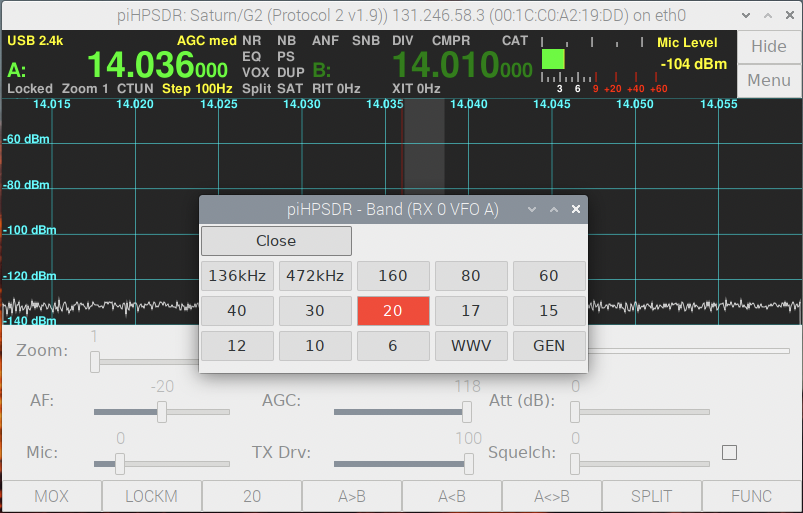 piHPSDR: Saturn/G2 (Protocol 2 v1.9)) 131.246.58.3 (00:1C:C0:A2:19:DD) on eth0
USB 2.4k AGC med NR NB ANF SNB DIV CMPR CAT Mic Level Hide
A: 14.036000 EQ PS B: 14.010000 -104 dBm
VOX DUP Menu
Locked Zoom 1 CTUN Step 100Hz Split SAT RIT 0Hz XIT 0Hz 3 6 9 +20 +40 +60
14.015 14.020 14.025 14.030 14.035 14.040 14.045 14.050 14.055
-60 dBm
-80 dBm
-100 dBm
-120 dBm
-140 dBm
piHPSDR - Band (RX 0 VFO A)
Close
136kHz 472kHz 160 80 60
40 30 20 17 15
12 10 6 WWV GEN
Zoom: 1
AF: -20 AGC: 118 Att (dB): 0
Mic: 0 TX Drv: 100 Squelch: 0
MOX LOCKM 20 A>B A<B A<>B SPLIT FUNC